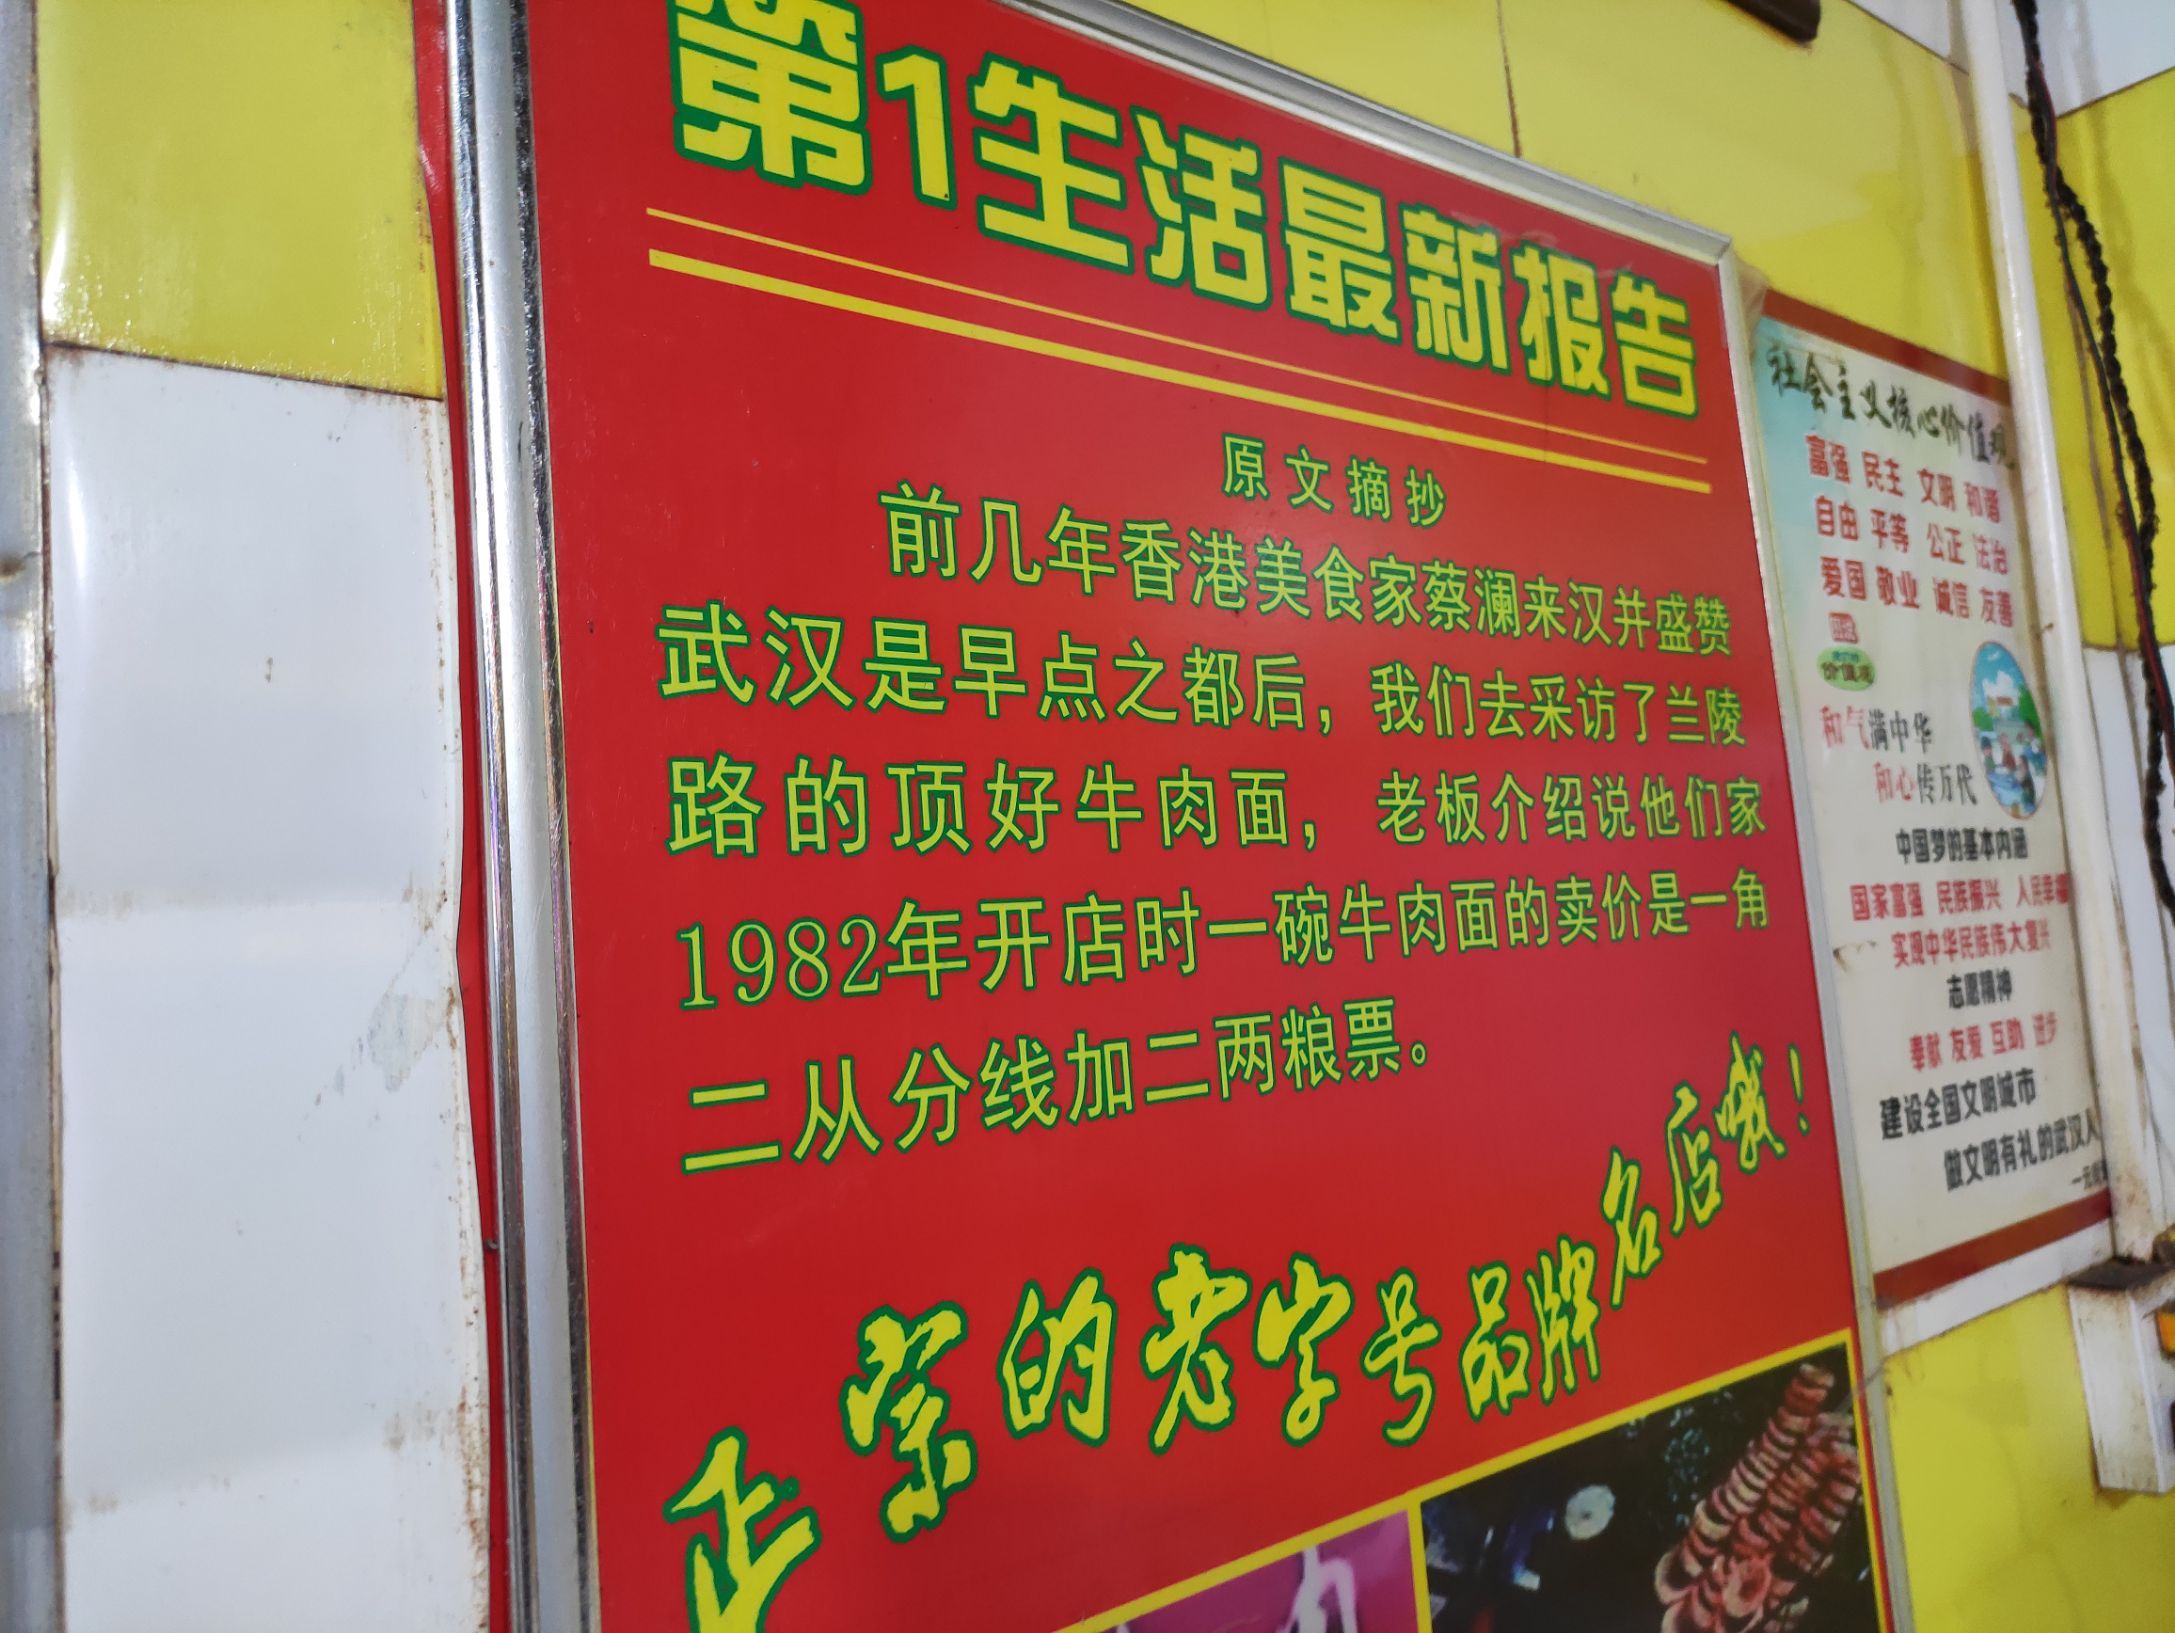 第1生活最新报告
原文摘抄
前几年香港美食家蔡澜来汉并盛赞
武汉是早点之都后，我们去采访了兰陵
路的顶好牛肉面，老板介绍说他们家
1982年开店时一碗牛肉面的卖价是一角
二从分线加二两粮票。
正宗的老字号品牌名店哦！
社会主义核心价值观
富强 民主 文明 和谐
自由 平等 公正 法治
爱国 敬业 诚信 友善
价值观
和气满中华
和心传万代
中国梦的基本内涵
国家富强 民族振兴 人民幸福
实现中华民族伟大复兴
志愿精神
奉献 友爱 互助 进步
建设全国文明城市
做文明有礼的武汉人